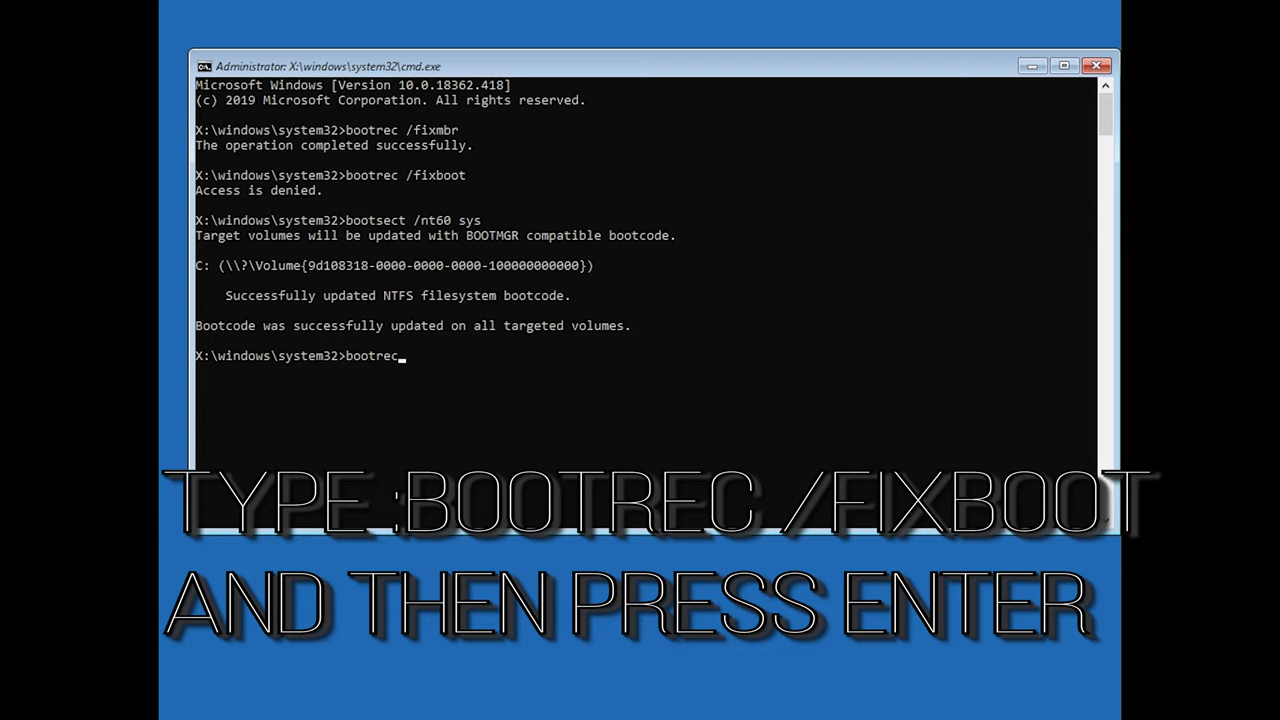 Administrator: X:\windows\system32\cmd.exe
Microsoft Windows [Version 10.0.18362.418]
(c) 2019 Microsoft Corporation. All rights reserved.
X:\windows\system32>bootrec /fixmbr
The operation completed successfully.
X:\windows\system32>bootrec /fixboot
Access is denied.
X:\windows\system32>bootsect /nt60 sys
Target volumes will be updated with BOOTMGR compatible bootcode.
C: (\\?\Volume{9d108318-0000-0000-0000-100000000000})
Successfully updated NTFS filesystem bootcode.
Bootcode was successfully updated on all targeted volumes.
X:\windows\system32>bootrec_
TYPE :BOOTREC /FIXBOOT
AND THEN PRESS ENTER